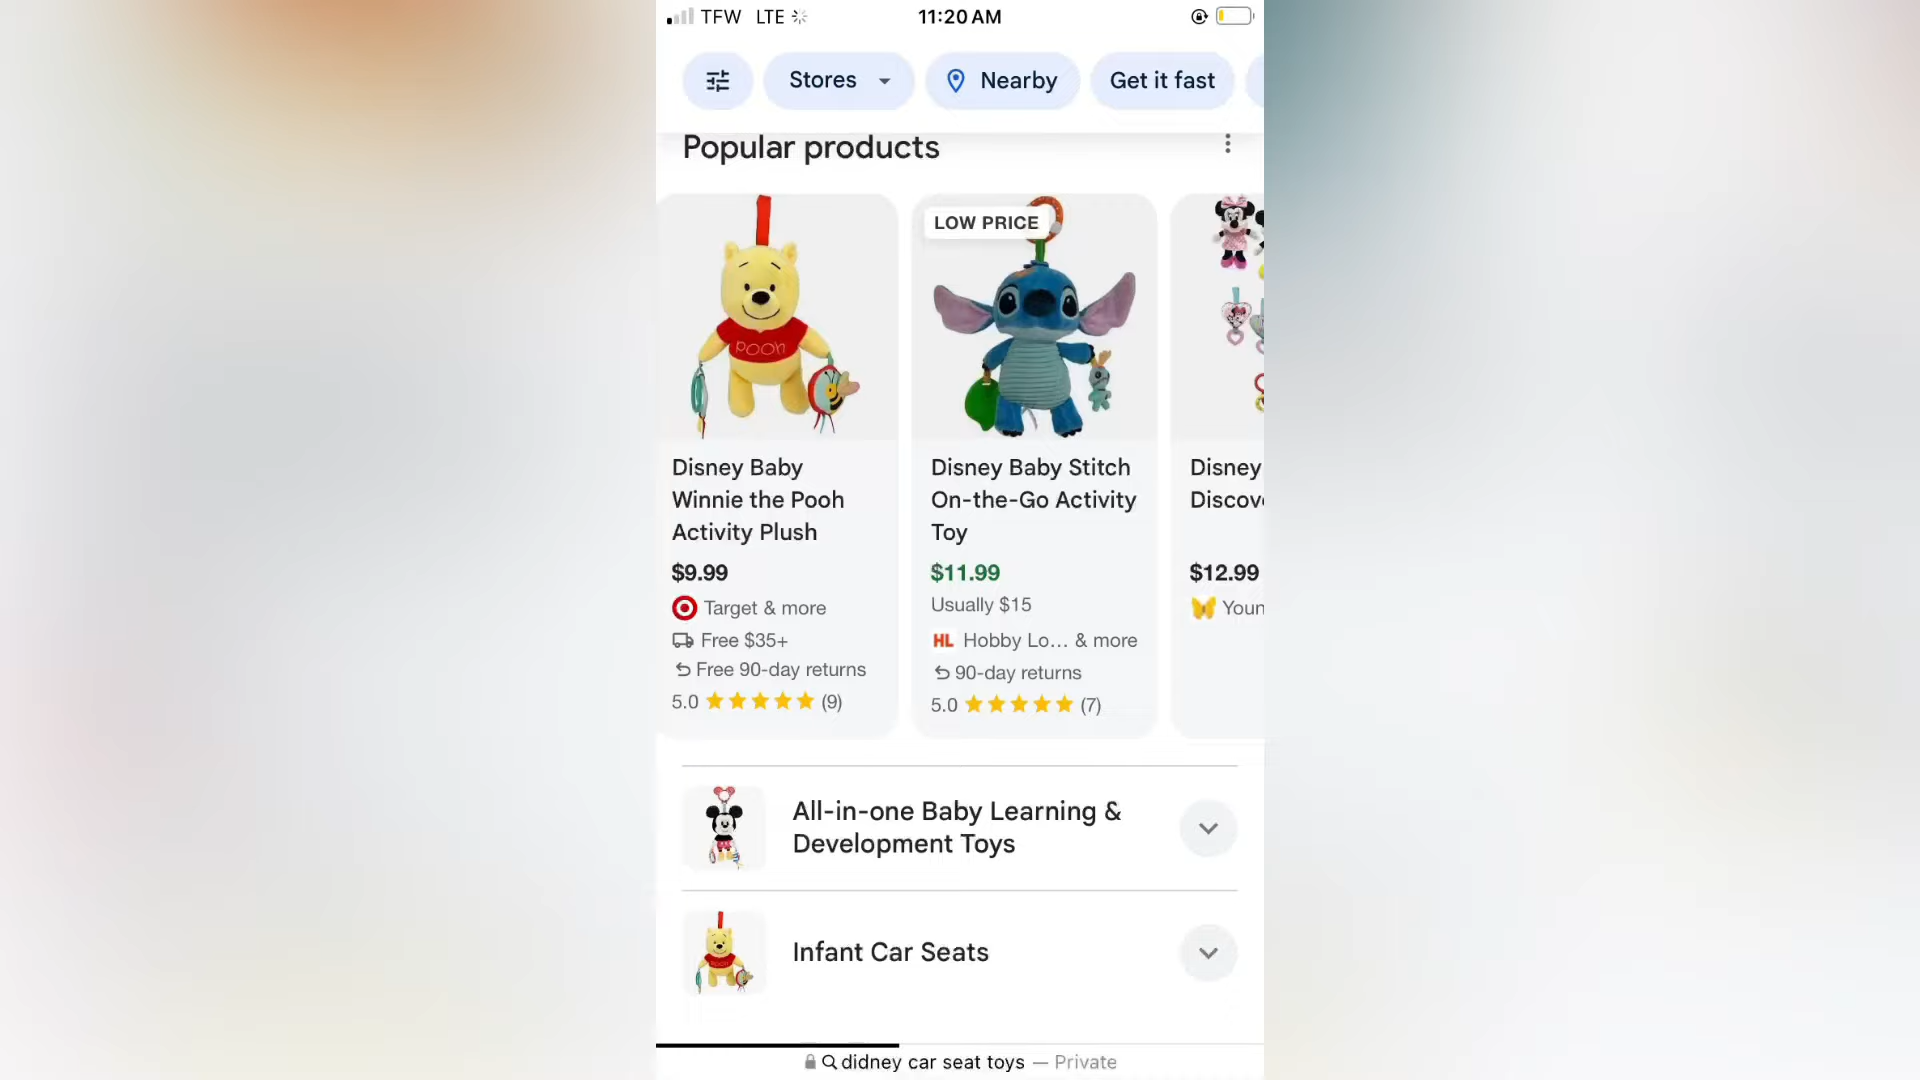 TFW LTE 11:20 AM
Stores
Nearby
Get it fast
Popular products
pooh
Disney Baby
Winnie the Pooh
Activity Plush
$9.99
Target & more
Free $35+
Free 90-day returns
5.0 (9)
LOW PRICE
Disney Baby Stitch
On-the-Go Activity
Toy
$11.99
Usually $15
HL Hobby Lo... & more
90-day returns
5.0 (7)
Disney
Discov
$12.99
Youn
All-in-one Baby Learning &
Development Toys
Infant Car Seats
didney car seat toys — Private